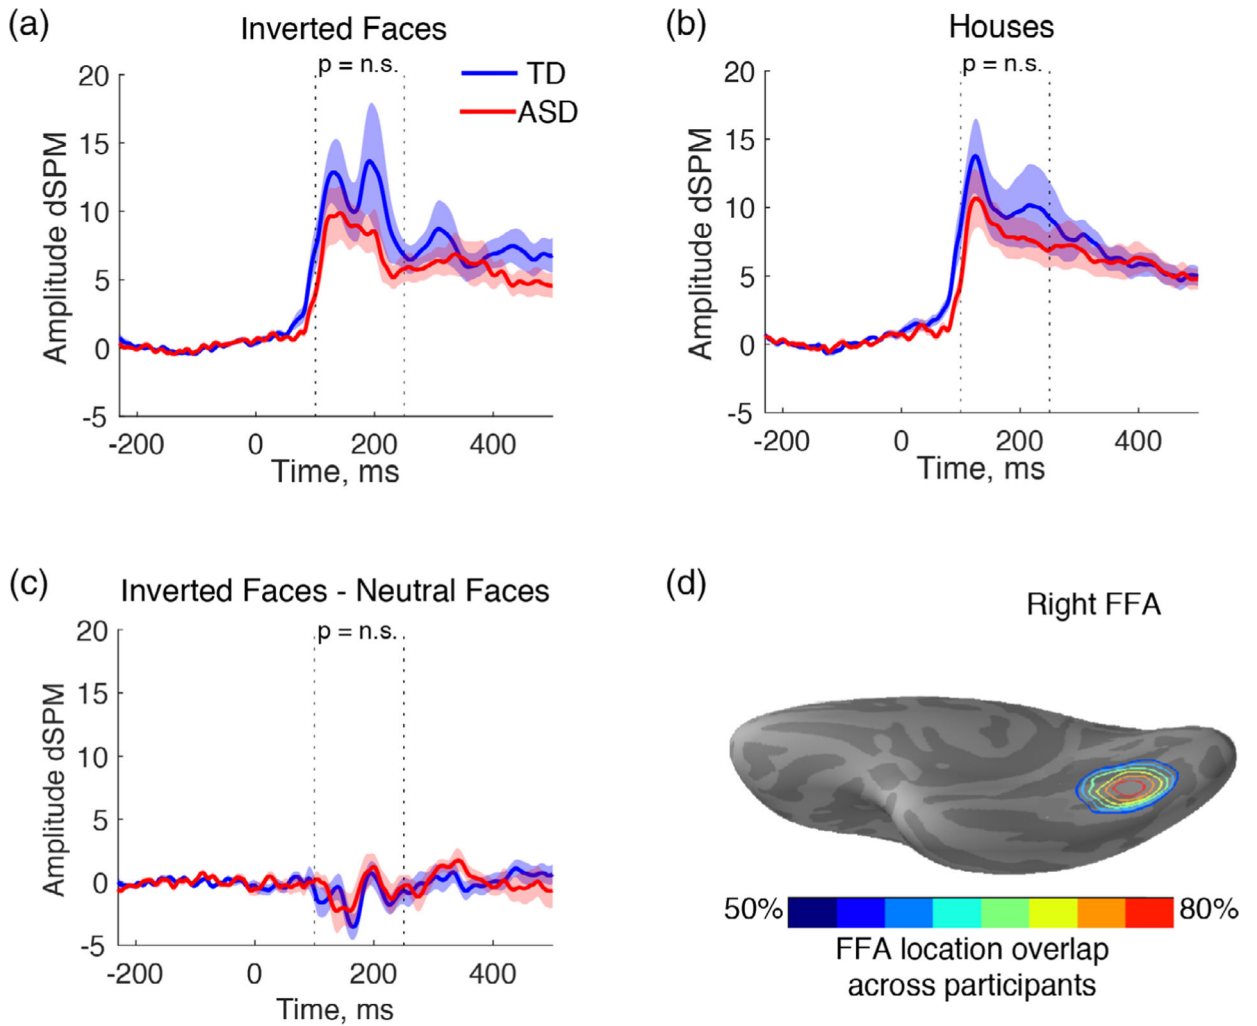 (a)
Inverted Faces
p = n.s.
TD
ASD
20
15
10
5
0
-5
Amplitude dSPM
-200 0 200 400
Time, ms
(b)
Houses
p = n.s.
20
15
10
5
0
-5
Amplitude dSPM
-200 0 200 400
Time, ms
(c)
Inverted Faces - Neutral Faces
p = n.s.
20
15
10
5
0
-5
Amplitude dSPM
-200 0 200 400
Time, ms
(d)
Right FFA
50% 80%
FFA location overlap
across participants